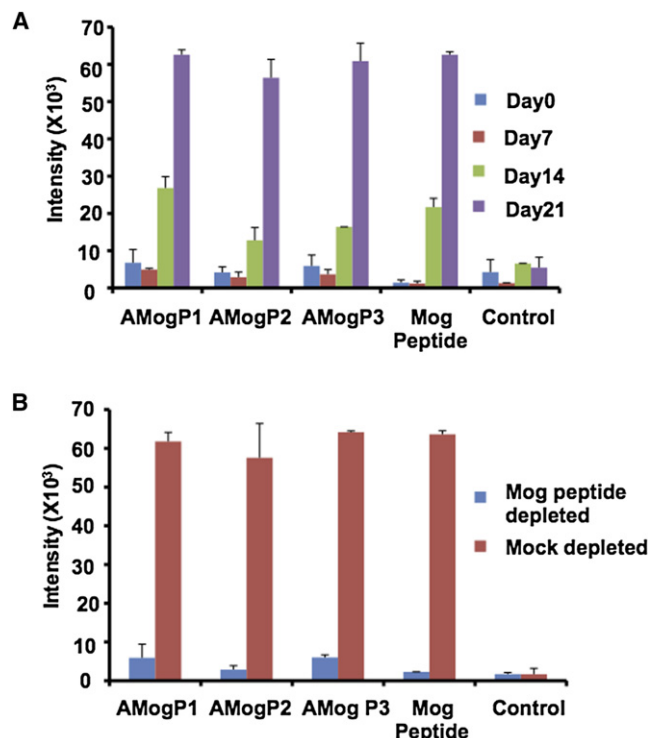 A
Intensity (X10³)
70
60
50
40
30
20
10
0
Day0
Day7
Day14
Day21
AMogP1 AMogP2 AMogP3 Mog Peptide Control
B
Intensity (X10³)
70
60
50
40
30
20
10
0
Mog peptide
depleted
Mock depleted
AMogP1 AMogP2 AMog P3 Mog Peptide Control